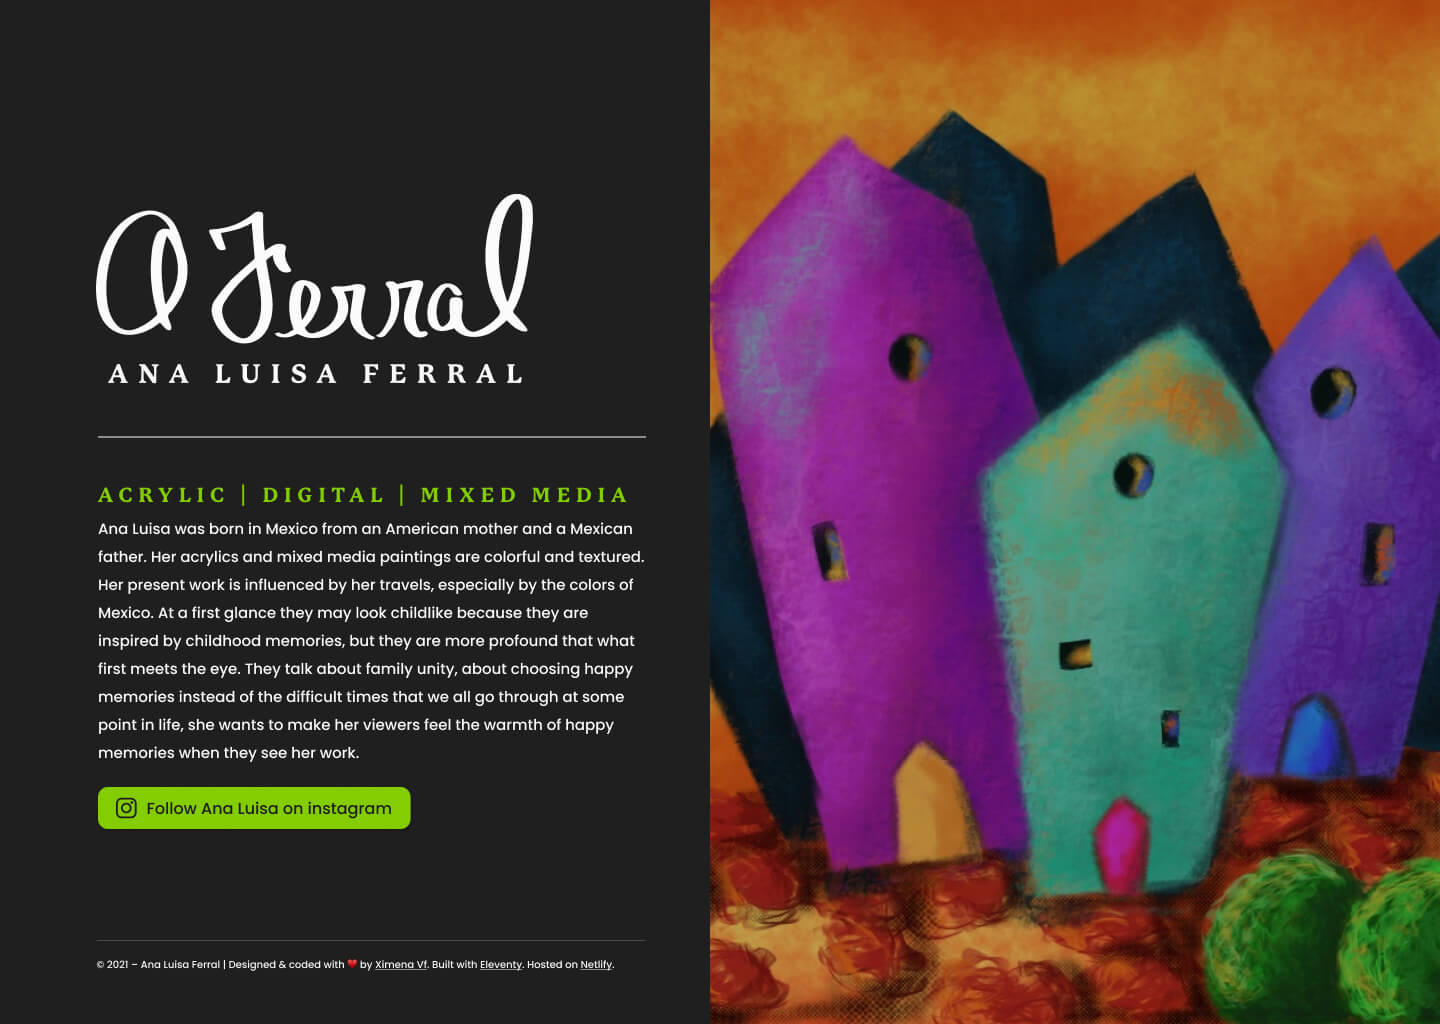 A Ferral
ANA LUISA FERRAL
ACRYLIC | DIGITAL | MIXED MEDIA
Ana Luisa was born in Mexico from an American mother and a Mexican
father. Her acrylics and mixed media paintings are colorful and textured.
Her present work is influenced by her travels, especially by the colors of
Mexico. At a first glance they may look childlike because they are
inspired by childhood memories, but they are more profound that what
first meets the eye. They talk about family unity, about choosing happy
memories instead of the difficult times that we all go through at some
point in life, she wants to make her viewers feel the warmth of happy
memories when they see her work.
Follow Ana Luisa on instagram
© 2021 – Ana Luisa Ferral | Designed & coded with ❤️ by Ximena Vf. Built with Eleventy. Hosted on Netlify.